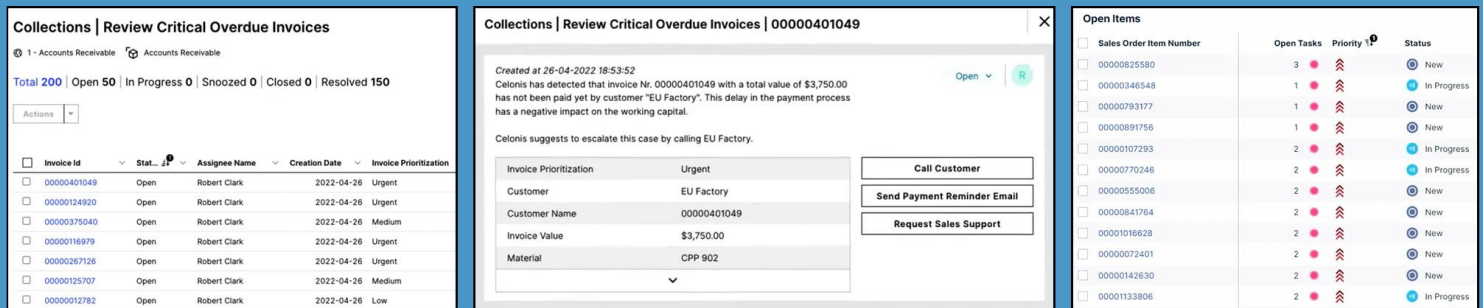 Collections | Review Critical Overdue Invoices
1 - Accounts Receivable Accounts Receivable
Total 200 | Open 50 | In Progress 0 | Snoozed 0 | Closed 0 | Resolved 150
Actions
Invoice Id Stat... 1 Assignee Name Creation Date Invoice Prioritization
00000401049 Open Robert Clark 2022-04-26 Urgent
00000124920 Open Robert Clark 2022-04-26 Urgent
00000375040 Open Robert Clark 2022-04-26 Medium
00000116979 Open Robert Clark 2022-04-26 Urgent
00000267126 Open Robert Clark 2022-04-26 Urgent
00000125707 Open Robert Clark 2022-04-26 Medium
00000012782 Open Robert Clark 2022-04-26 Low
Collections | Review Critical Overdue Invoices | 00000401049
Created at 26-04-2022 18:53:52
Celonis has detected that invoice Nr. 00000401049 with a total value of $3,750.00
has not been paid yet by customer "EU Factory". This delay in the payment process
has a negative impact on the working capital.
Celonis suggests to escalate this case by calling EU Factory.
Open R
Invoice Prioritization Urgent
Customer EU Factory
Customer Name 00000401049
Invoice Value $3,750.00
Material CPP 902
Call Customer
Send Payment Reminder Email
Request Sales Support
Open Items
Sales Order Item Number Open Tasks Priority 1 Status
00000825580 3 New
00000346548 1 In Progress
00000793177 1 New
00000891756 1 New
00000107293 2 In Progress
00000770246 2 In Progress
00000555006 2 New
00000841764 2 New
00001016628 2 New
00000072401 2 New
00000142630 2 New
00001133806 2 In Progress